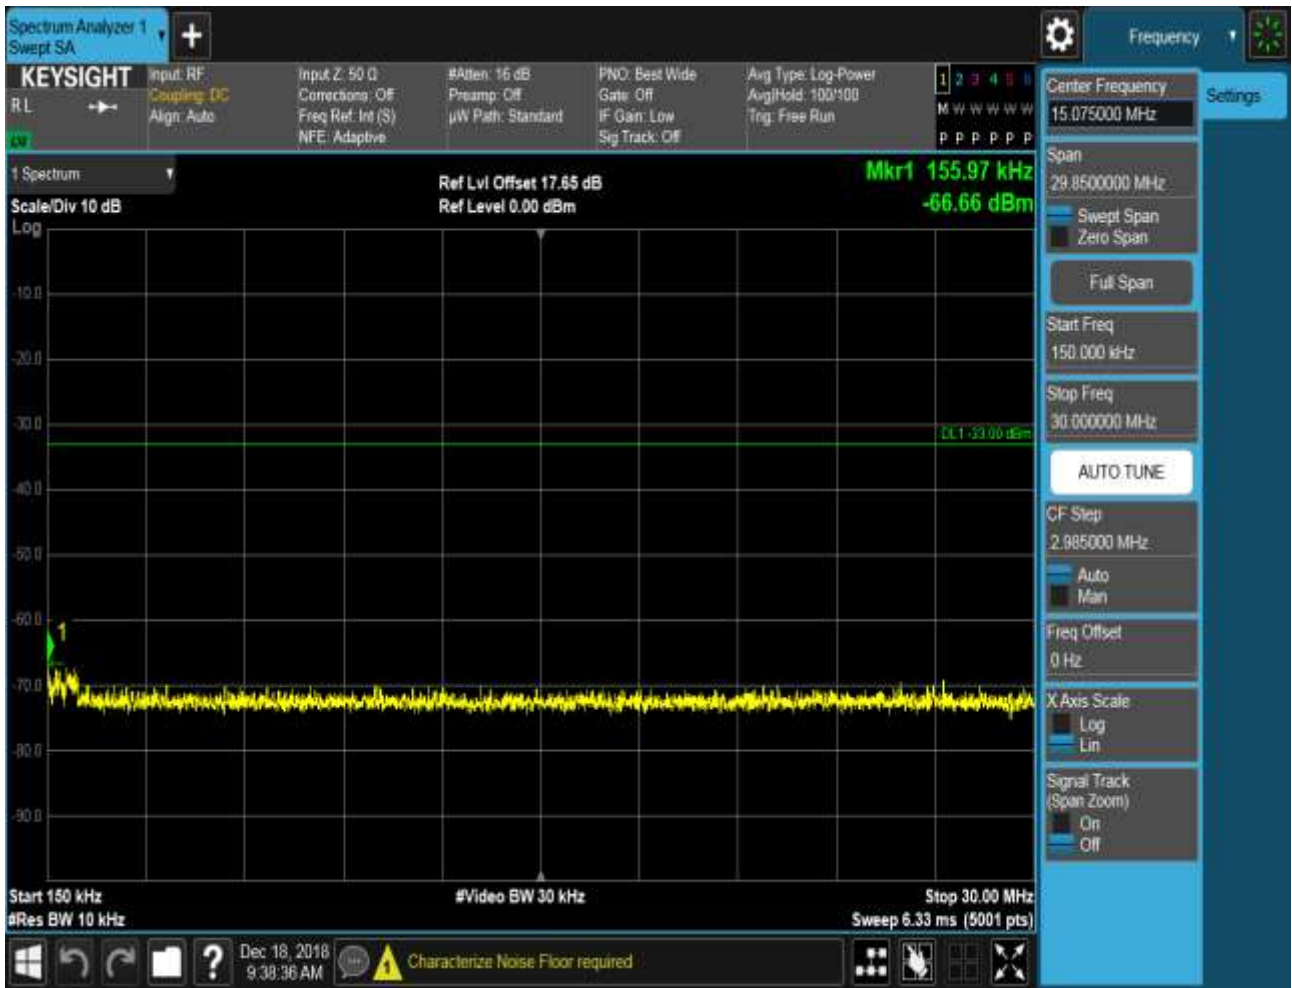 Spectrum Analyzer 1
Swept SA
Frequency
KEYSIGHT
RL
Input: RF
Coupling: DC
Align: Auto
Input Z: 50 Ω
Corrections: Off
Freq Ref: Int (S)
NFE: Adaptive
#Atten: 16 dB
Preamp: Off
µW Path: Standard
PNO: Best Wide
Gate: Off
IF Gain: Low
Sig Track: Off
Avg Type: Log-Power
Avg|Hold: 100/100
Trig: Free Run
1 2 3 4 5 6
M W W W W W
P P P P P P
1 Spectrum
Scale/Div 10 dB
Log
Ref Lvl Offset 17.65 dB
Ref Level 0.00 dBm
Mkr1 155.97 kHz
-66.66 dBm
-10.0
-20.0
-30.0
DL1 -33.00 dBm
-40.0
-50.0
-60.0
1
-70.0
-80.0
-90.0
Start 150 kHz
#Video BW 30 kHz
Stop 30.00 MHz
#Res BW 10 kHz
Sweep 6.33 ms (5001 pts)
?
Dec 18, 2018
9:38:36 AM
Characterize Noise Floor required
Center Frequency
15.075000 MHz
Settings
Span
29.8500000 MHz
Swept Span
Zero Span
Full Span
Start Freq
150.000 kHz
Stop Freq
30.000000 MHz
AUTO TUNE
CF Step
2.985000 MHz
Auto
Man
Freq Offset
0 Hz
X Axis Scale
Log
Lin
Signal Track
(Span Zoom)
On
Off